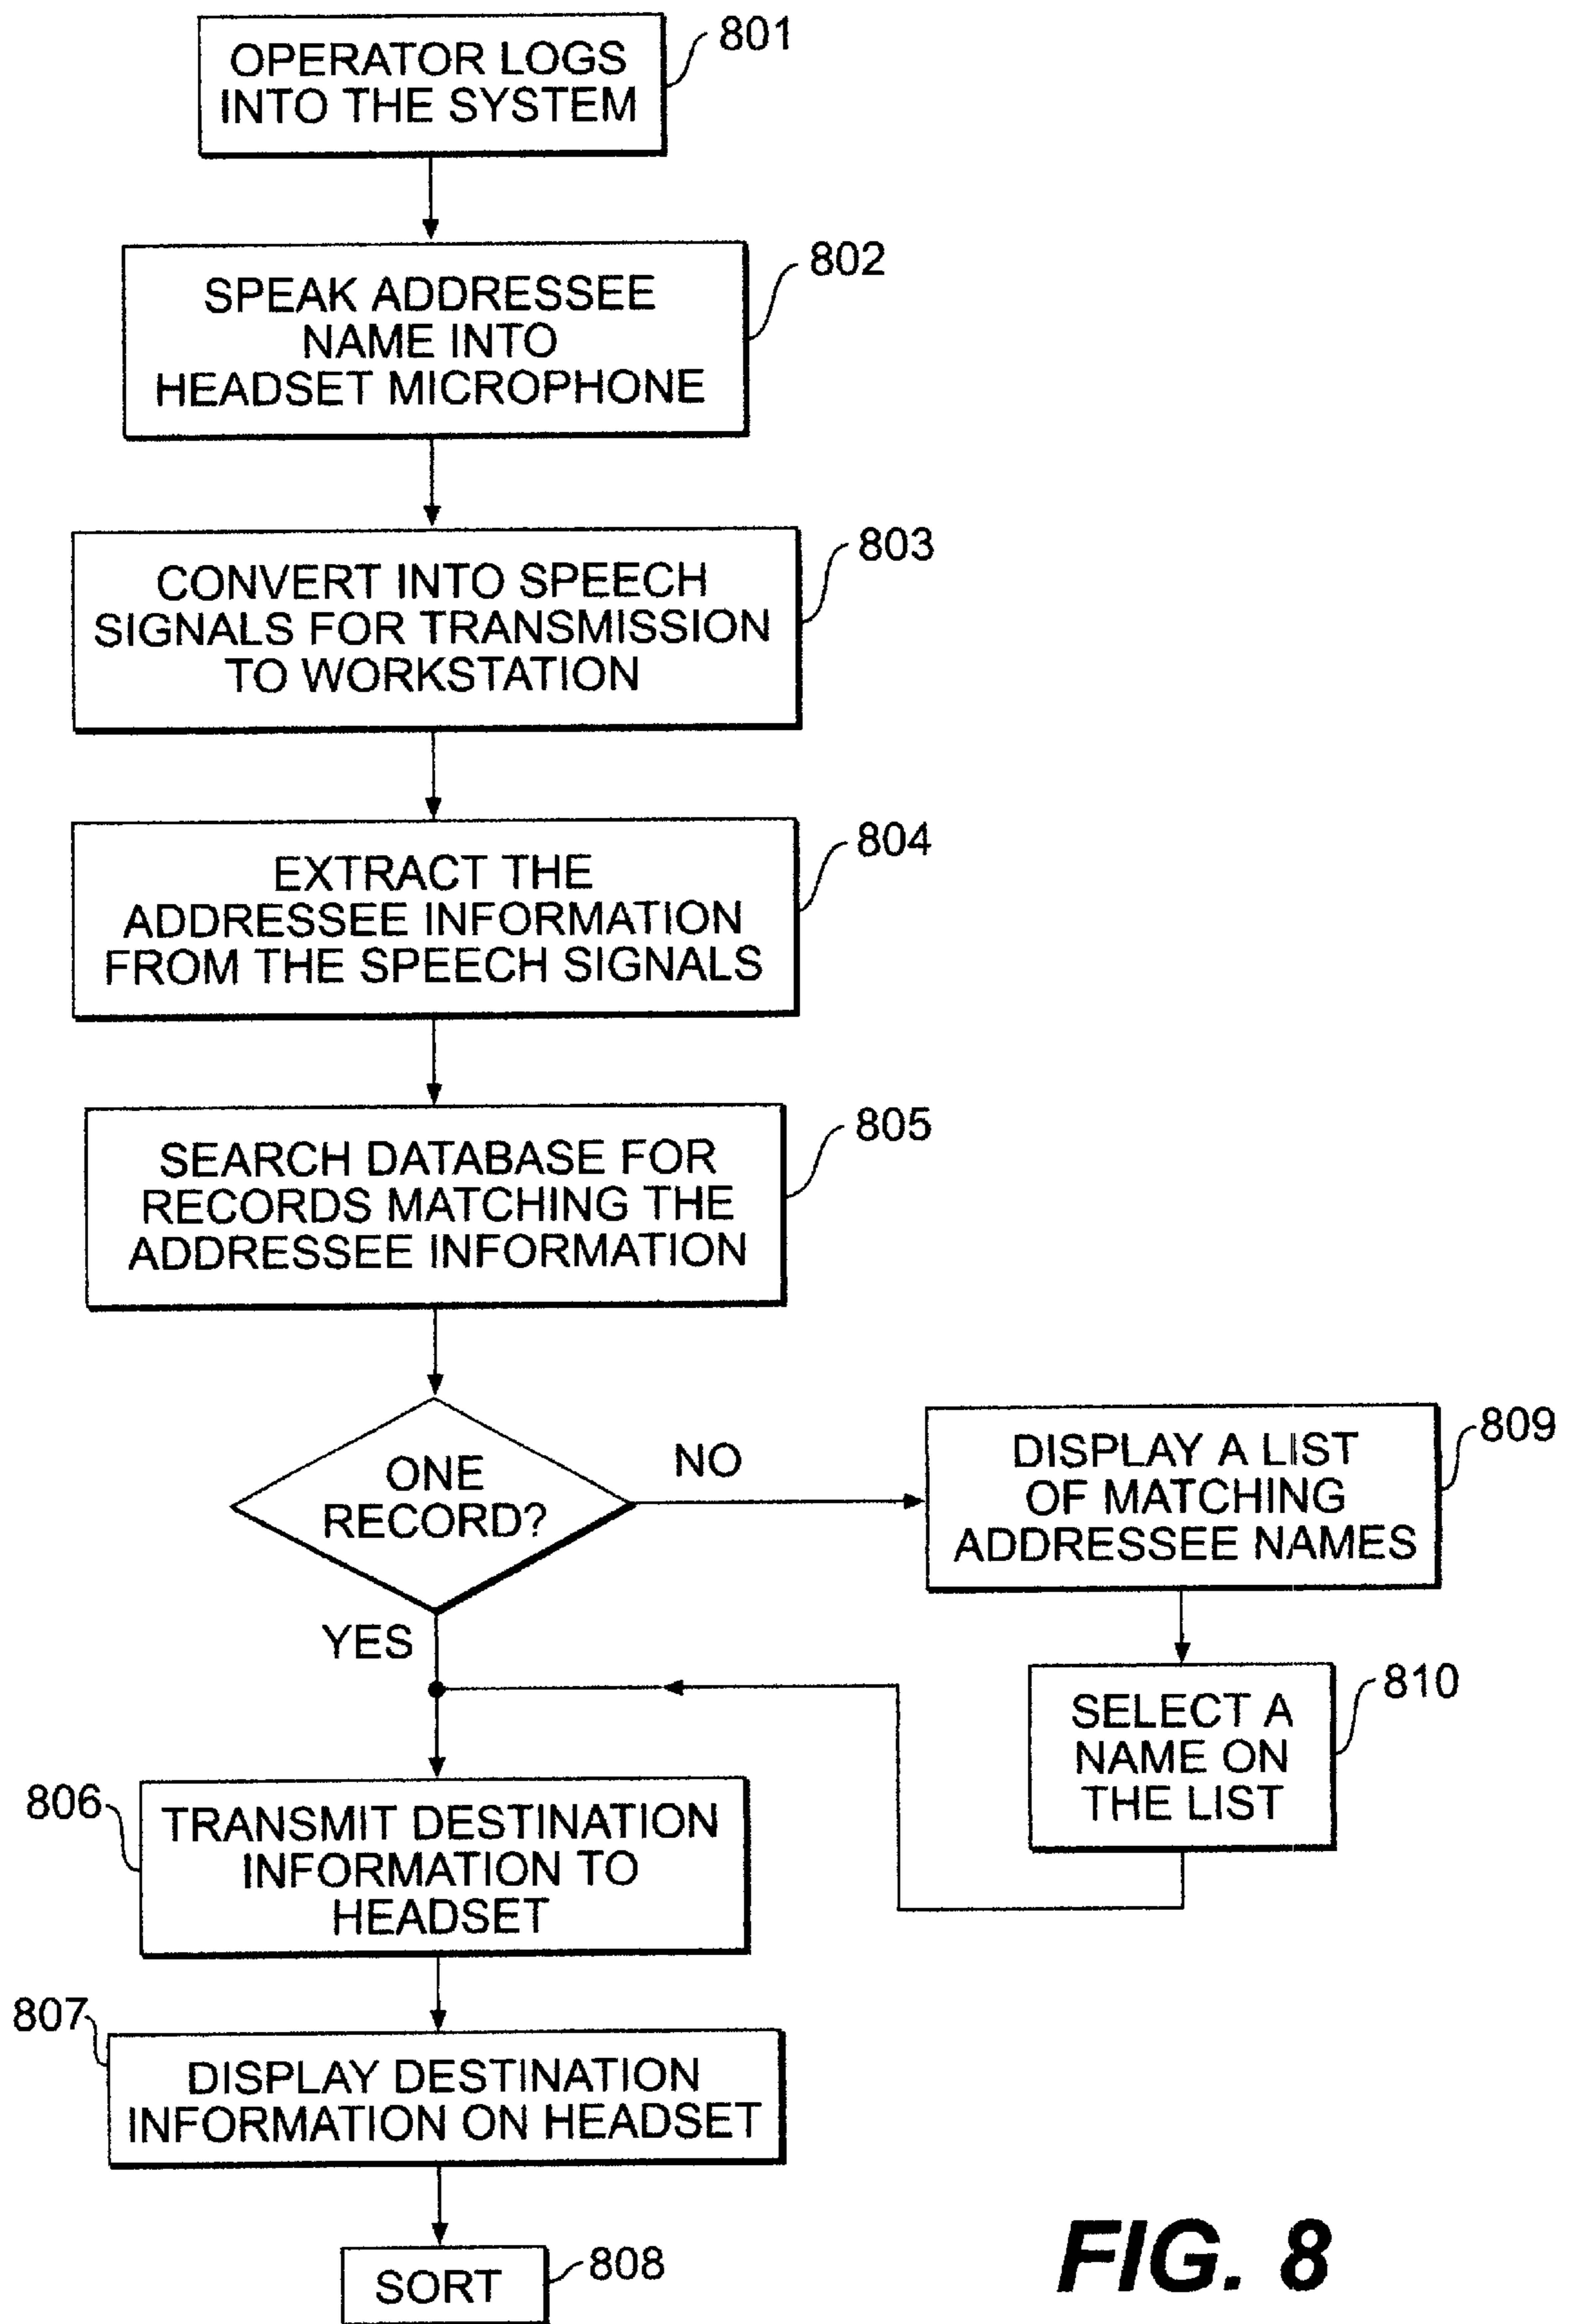 OPERATOR LOGS
INTO THE SYSTEM
801
SPEAK ADDRESSEE
NAME INTO
HEADSET MICROPHONE
802
CONVERT INTO SPEECH
SIGNALS FOR TRANSMISSION
TO WORKSTATION
803
EXTRACT THE
ADDRESSEE INFORMATION
FROM THE SPEECH SIGNALS
804
SEARCH DATABASE FOR
RECORDS MATCHING THE
ADDRESSEE INFORMATION
805
ONE
RECORD?
NO
DISPLAY A LIST
OF MATCHING
ADDRESSEE NAMES
809
YES
SELECT A
NAME ON
THE LIST
810
806
TRANSMIT DESTINATION
INFORMATION TO
HEADSET
807
DISPLAY DESTINATION
INFORMATION ON HEADSET
SORT
808
FIG. 8